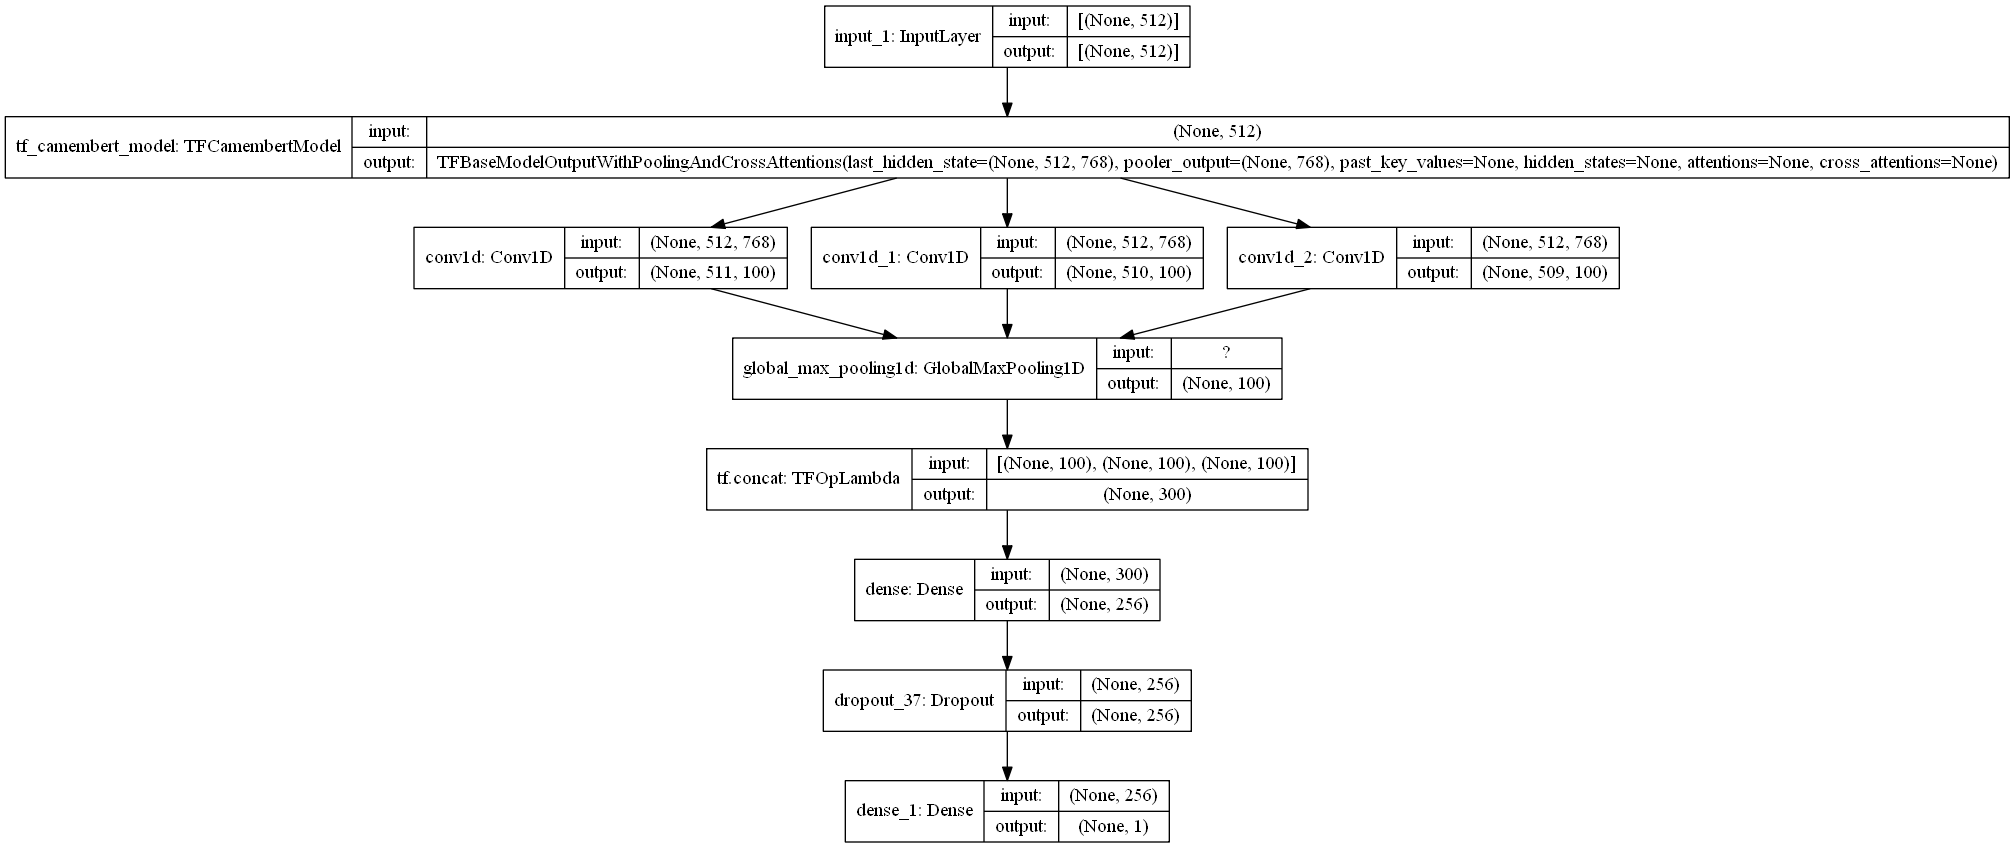 input_1: InputLayer
input: [(None, 512)]
output: [(None, 512)]
tf_camembert_model: TFCamembertModel
input: (None, 512)
output: TFBaseModelOutputWithPoolingAndCrossAttentions(last_hidden_state=(None, 512, 768), pooler_output=(None, 768), past_key_values=None, hidden_states=None, attentions=None, cross_attentions=None)
conv1d: Conv1D
input: (None, 512, 768)
output: (None, 511, 100)
conv1d_1: Conv1D
input: (None, 512, 768)
output: (None, 510, 100)
conv1d_2: Conv1D
input: (None, 512, 768)
output: (None, 509, 100)
global_max_pooling1d: GlobalMaxPooling1D
input: ?
output: (None, 100)
tf.concat: TFOpLambda
input: [(None, 100), (None, 100), (None, 100)]
output: (None, 300)
dense: Dense
input: (None, 300)
output: (None, 256)
dropout_37: Dropout
input: (None, 256)
output: (None, 256)
dense_1: Dense
input: (None, 256)
output: (None, 1)